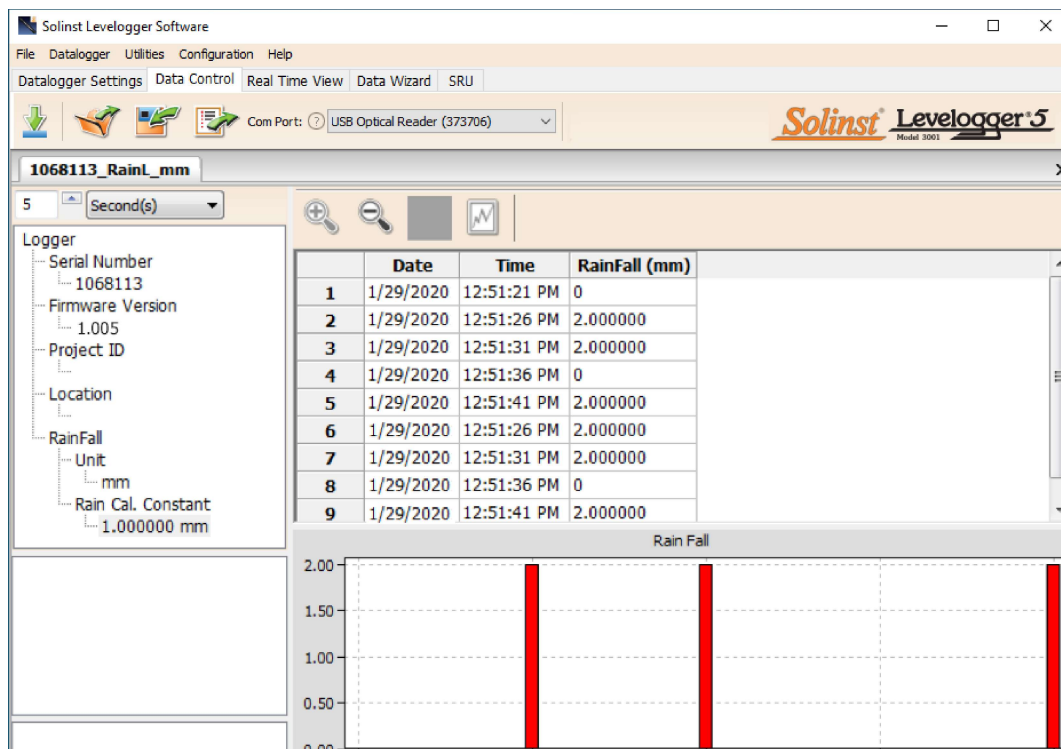 Solinst Levelogger Software
File Datalogger Utilities Configuration Help
Datalogger Settings Data Control Real Time View Data Wizard SRU
Com Port: ? USB Optical Reader (373706)
Solinst® Levelogger® 5
Model 3001
1068113_RainL_mm
5 Second(s)
Logger
Serial Number
1068113
Firmware Version
1.005
Project ID
Location
RainFall
Unit
mm
Rain Cal. Constant
1.000000 mm
Date Time RainFall (mm)
1 1/29/2020 12:51:21 PM 0
2 1/29/2020 12:51:26 PM 2.000000
3 1/29/2020 12:51:31 PM 2.000000
4 1/29/2020 12:51:36 PM 0
5 1/29/2020 12:51:41 PM 2.000000
6 1/29/2020 12:51:26 PM 2.000000
7 1/29/2020 12:51:31 PM 2.000000
8 1/29/2020 12:51:36 PM 0
9 1/29/2020 12:51:41 PM 2.000000
Rain Fall
2.00
1.50
1.00
0.50
0.00